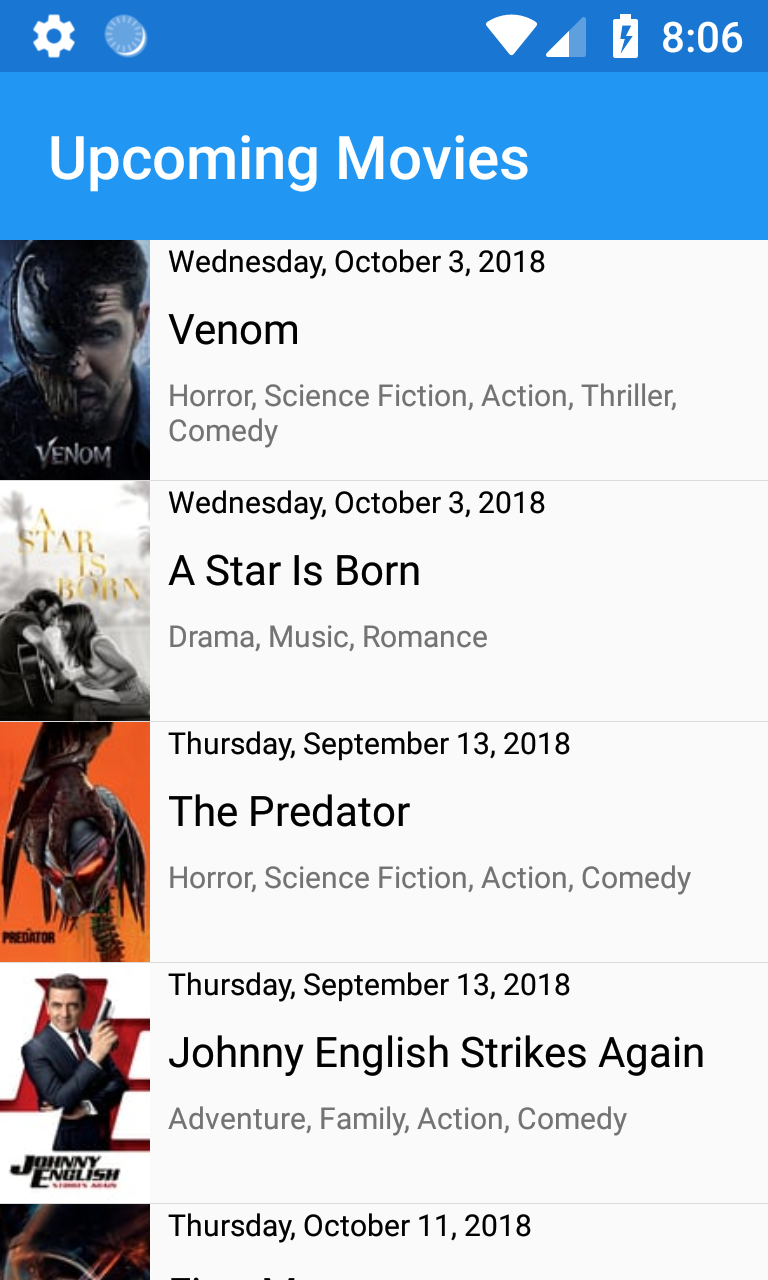 8:06
Upcoming Movies
Wednesday, October 3, 2018
Venom
Horror, Science Fiction, Action, Thriller,
Comedy
VENOM
Wednesday, October 3, 2018
A Star Is Born
Drama, Music, Romance
A
STAR
IS
BORN
Thursday, September 13, 2018
The Predator
Horror, Science Fiction, Action, Comedy
PREDATOR
Thursday, September 13, 2018
Johnny English Strikes Again
Adventure, Family, Action, Comedy
JOHNNY
ENGLISH
STRIKES AGAIN
Thursday, October 11, 2018